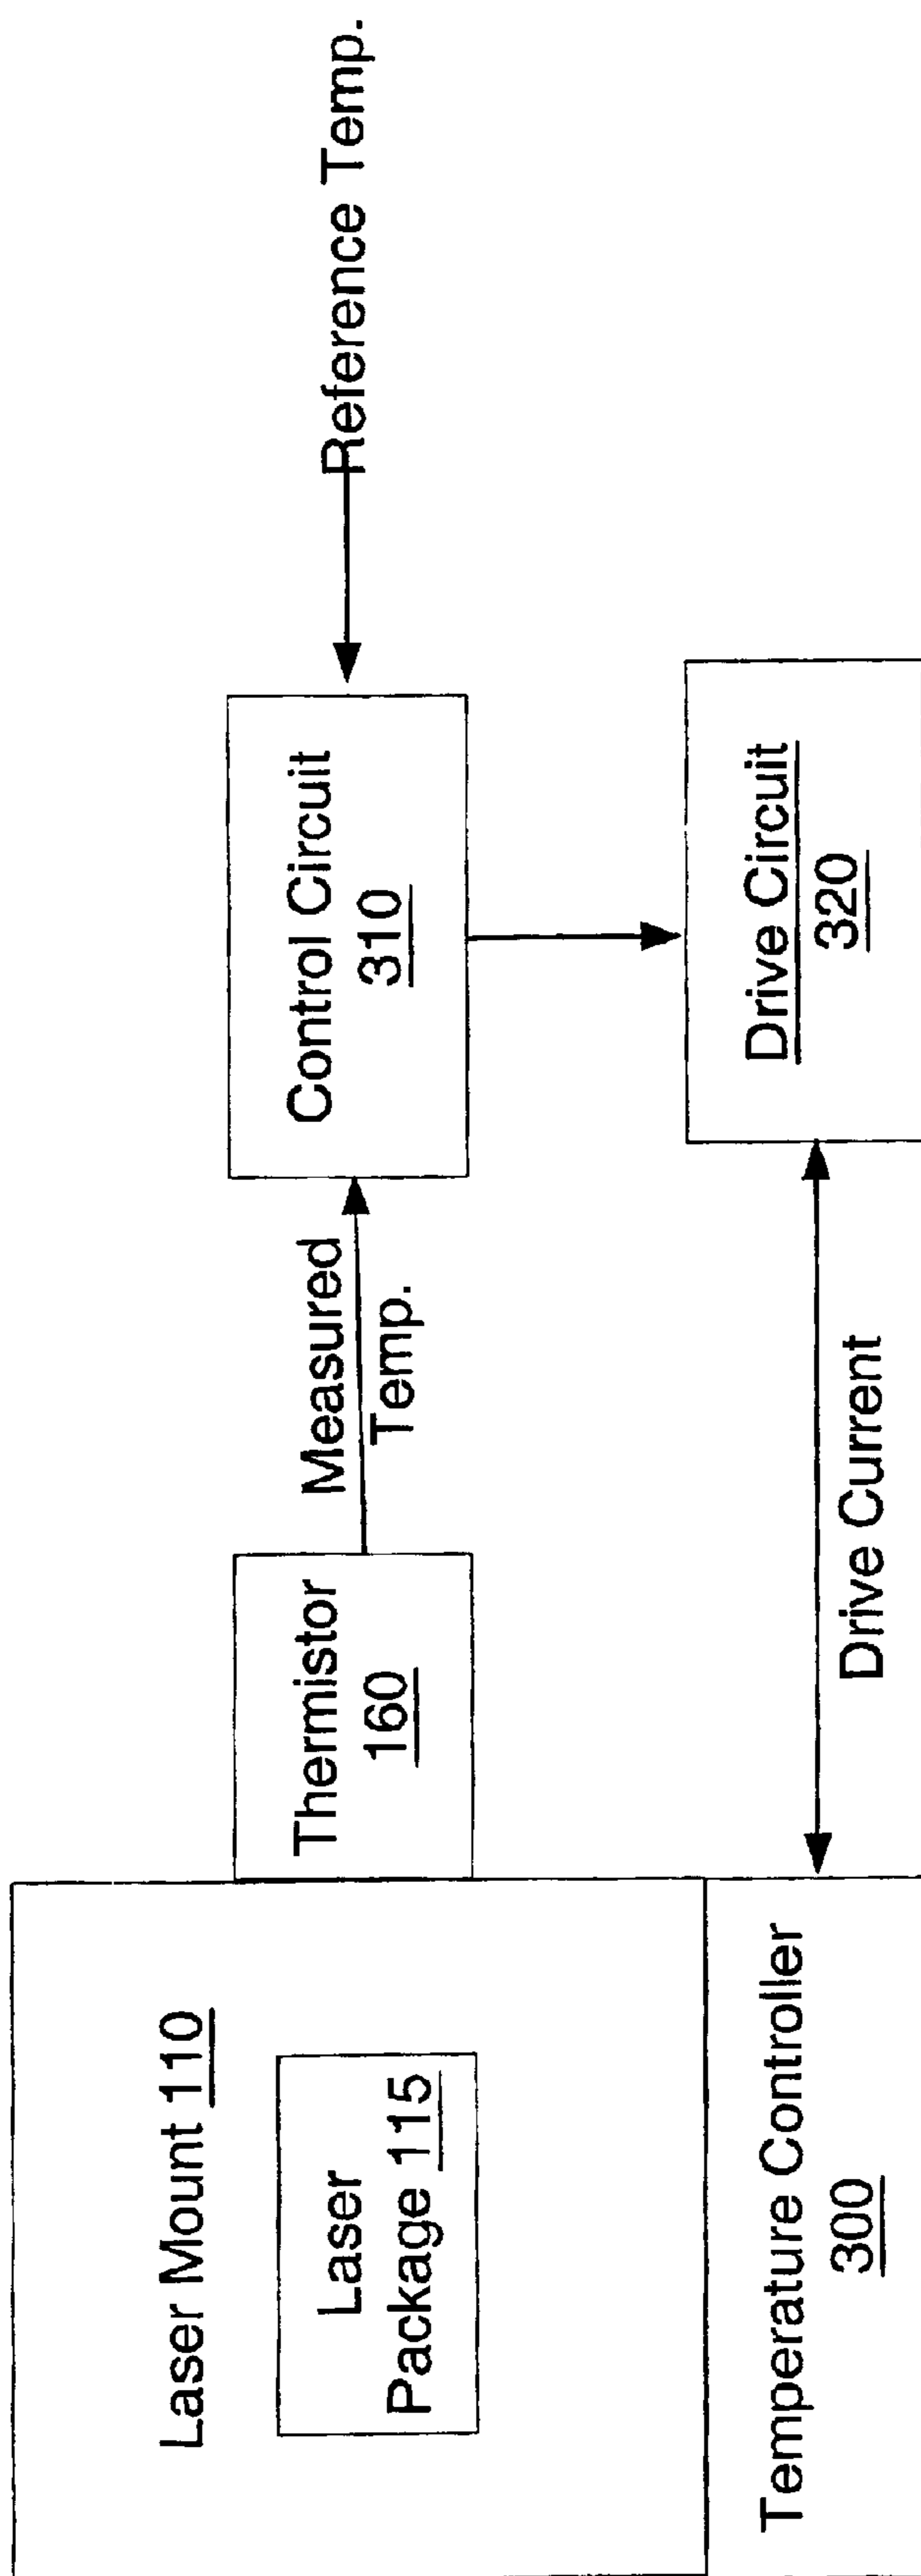 Laser Mount 110
Laser
Package 115
Temperature Controller
300
Thermistor
160
Measured
Temp.
Drive Current
Control Circuit
310
Drive Circuit
320
Reference Temp.